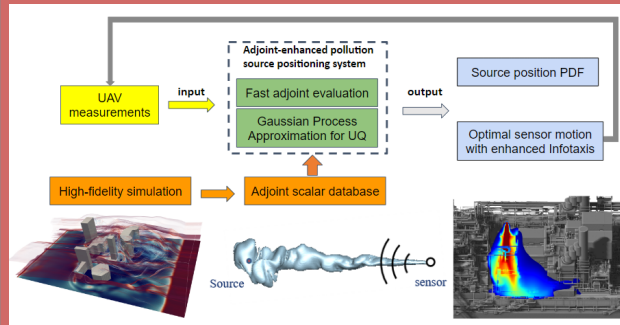 Adjoint-enhanced pollution
source positioning system
UAV
measurements
input
Fast adjoint evaluation
Gaussian Process
Approximation for UQ
output
Source position PDF
Optimal sensor motion
with enhanced Infotaxis
High-fidelity simulation
Adjoint scalar database
Source
sensor